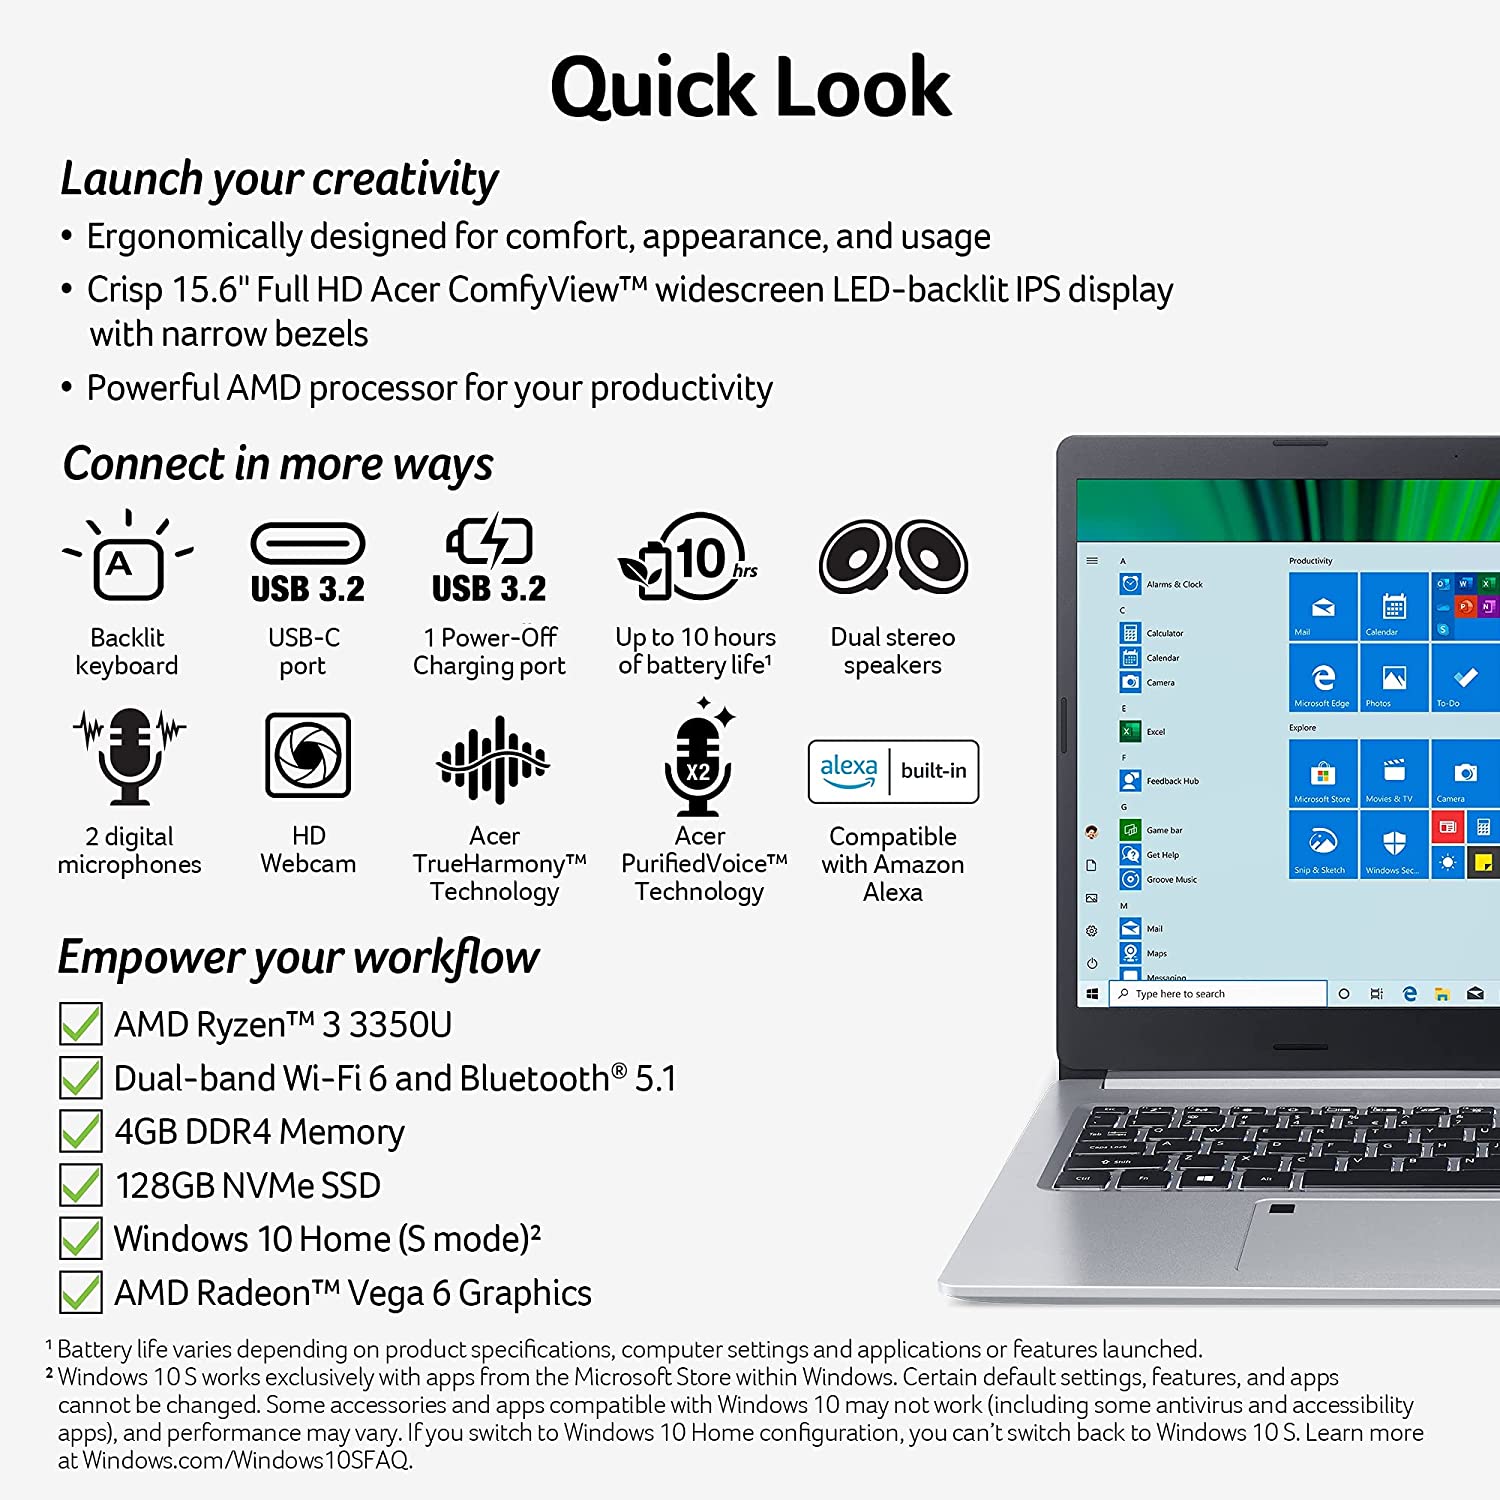 Quick Look
Launch your creativity
• Ergonomically designed for comfort, appearance, and usage
• Crisp 15.6" Full HD Acer ComfyView™ widescreen LED-backlit IPS display
with narrow bezels
• Powerful AMD processor for your productivity
Connect in more ways
A
USB 3.2
USB 3.2
10 hrs
Backlit
keyboard
USB-C
port
1 Power-Off
Charging port
Up to 10 hours
of battery life¹
Dual stereo
speakers
X2
alexa | built-in
2 digital
microphones
HD
Webcam
Acer
TrueHarmony™
Technology
Acer
PurifiedVoice™
Technology
Compatible
with Amazon
Alexa
Empower your workflow
AMD Ryzen™ 3 3350U
Dual-band Wi-Fi 6 and Bluetooth® 5.1
4GB DDR4 Memory
128GB NVMe SSD
Windows 10 Home (S mode)²
AMD Radeon™ Vega 6 Graphics
A
Alarms & Clock
C
Calculator
Calendar
Camera
E
Excel
F
Feedback Hub
G
Game bar
Get Help
Groove Music
M
Mail
Maps
Messaging
Productivity
Mail
Calendar
Microsoft Edge
Photos
To-Do
Explore
Microsoft Store
Movies & TV
Camera
Snip & Sketch
Windows Sec...
Type here to search
¹ Battery life varies depending on product specifications, computer settings and applications or features launched.
² Windows 10 S works exclusively with apps from the Microsoft Store within Windows. Certain default settings, features, and apps
cannot be changed. Some accessories and apps compatible with Windows 10 may not work (including some antivirus and accessibility
apps), and performance may vary. If you switch to Windows 10 Home configuration, you can't switch back to Windows 10 S. Learn more
at Windows.com/Windows10SFAQ.